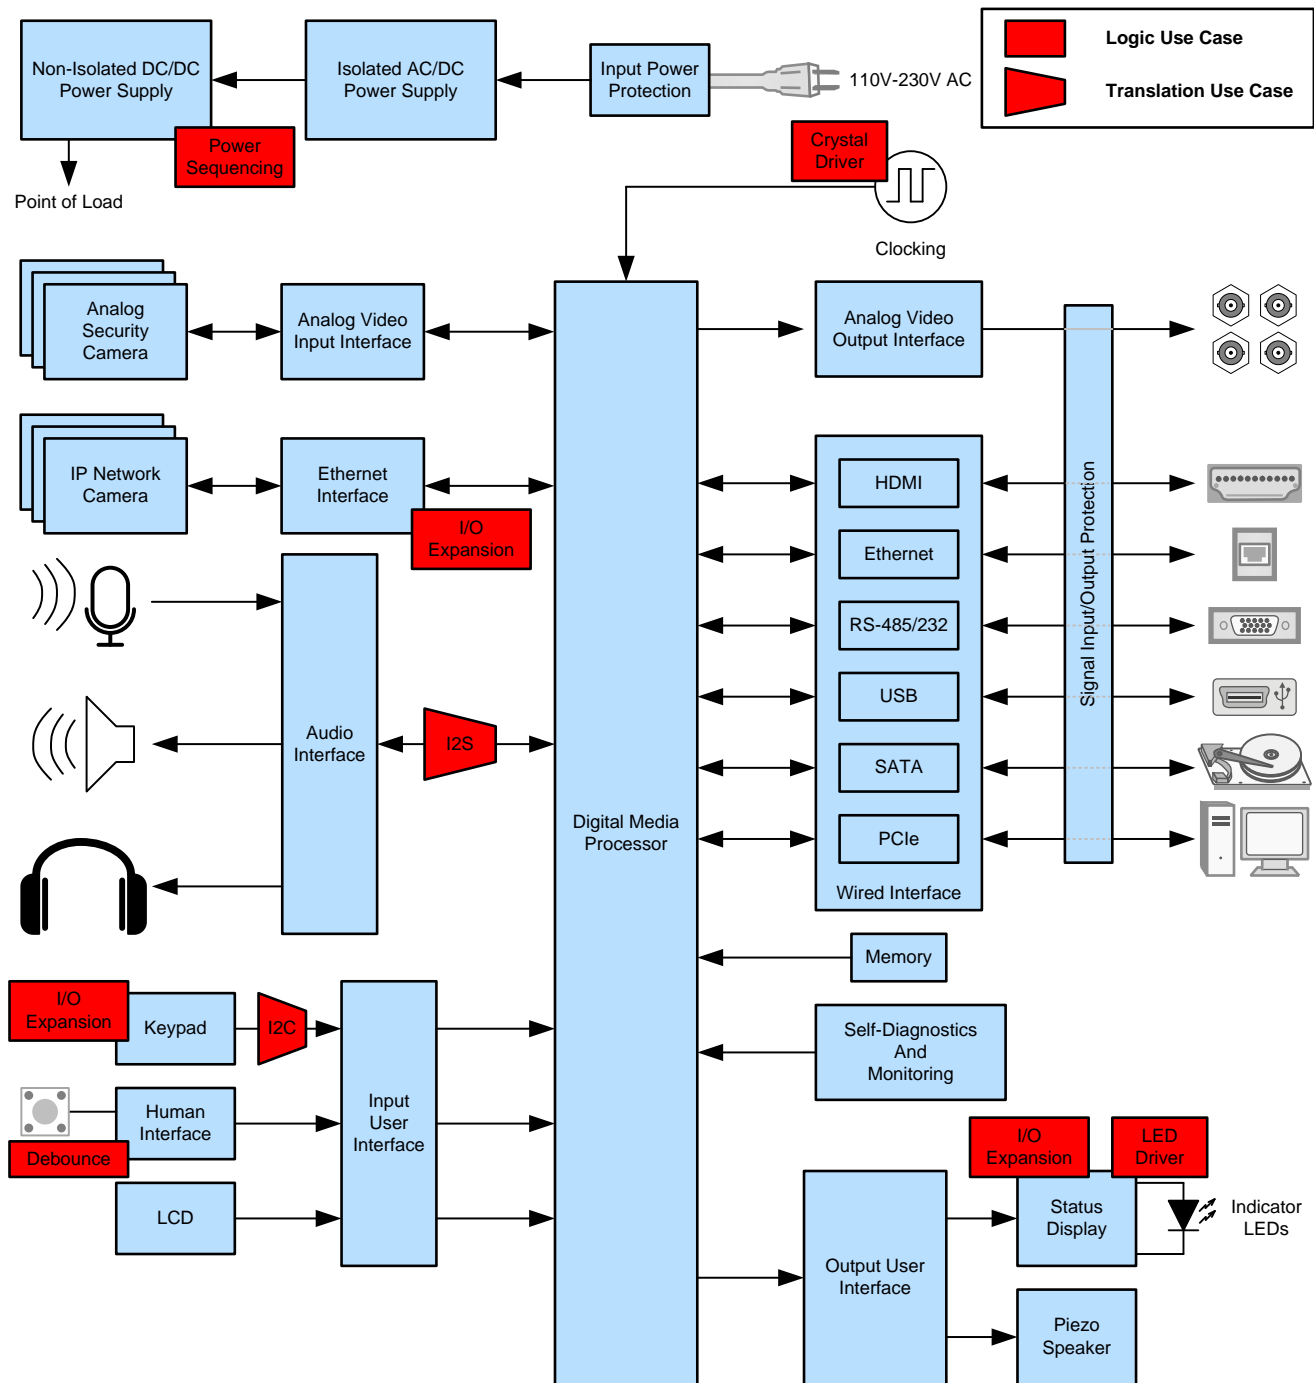 Non-Isolated DC/DC
Power Supply
Isolated AC/DC
Power Supply
Input Power
Protection
110V-230V AC
Logic Use Case
Translation Use Case
Power
Sequencing
Point of Load
Crystal
Driver
Clocking
Analog
Security
Camera
Analog Video
Input Interface
Analog Video
Output Interface
IP Network
Camera
Ethernet
Interface
I/O
Expansion
Audio
Interface
I2S
Digital Media
Processor
HDMI
Ethernet
RS-485/232
USB
SATA
PCIe
Wired Interface
Signal Input/Output Protection
Memory
Self-Diagnostics
And
Monitoring
I/O
Expansion
Keypad
I2C
Human
Interface
Debounce
LCD
Input
User
Interface
I/O
Expansion
LED
Driver
Status
Display
Indicator
LEDs
Output User
Interface
Piezo
Speaker